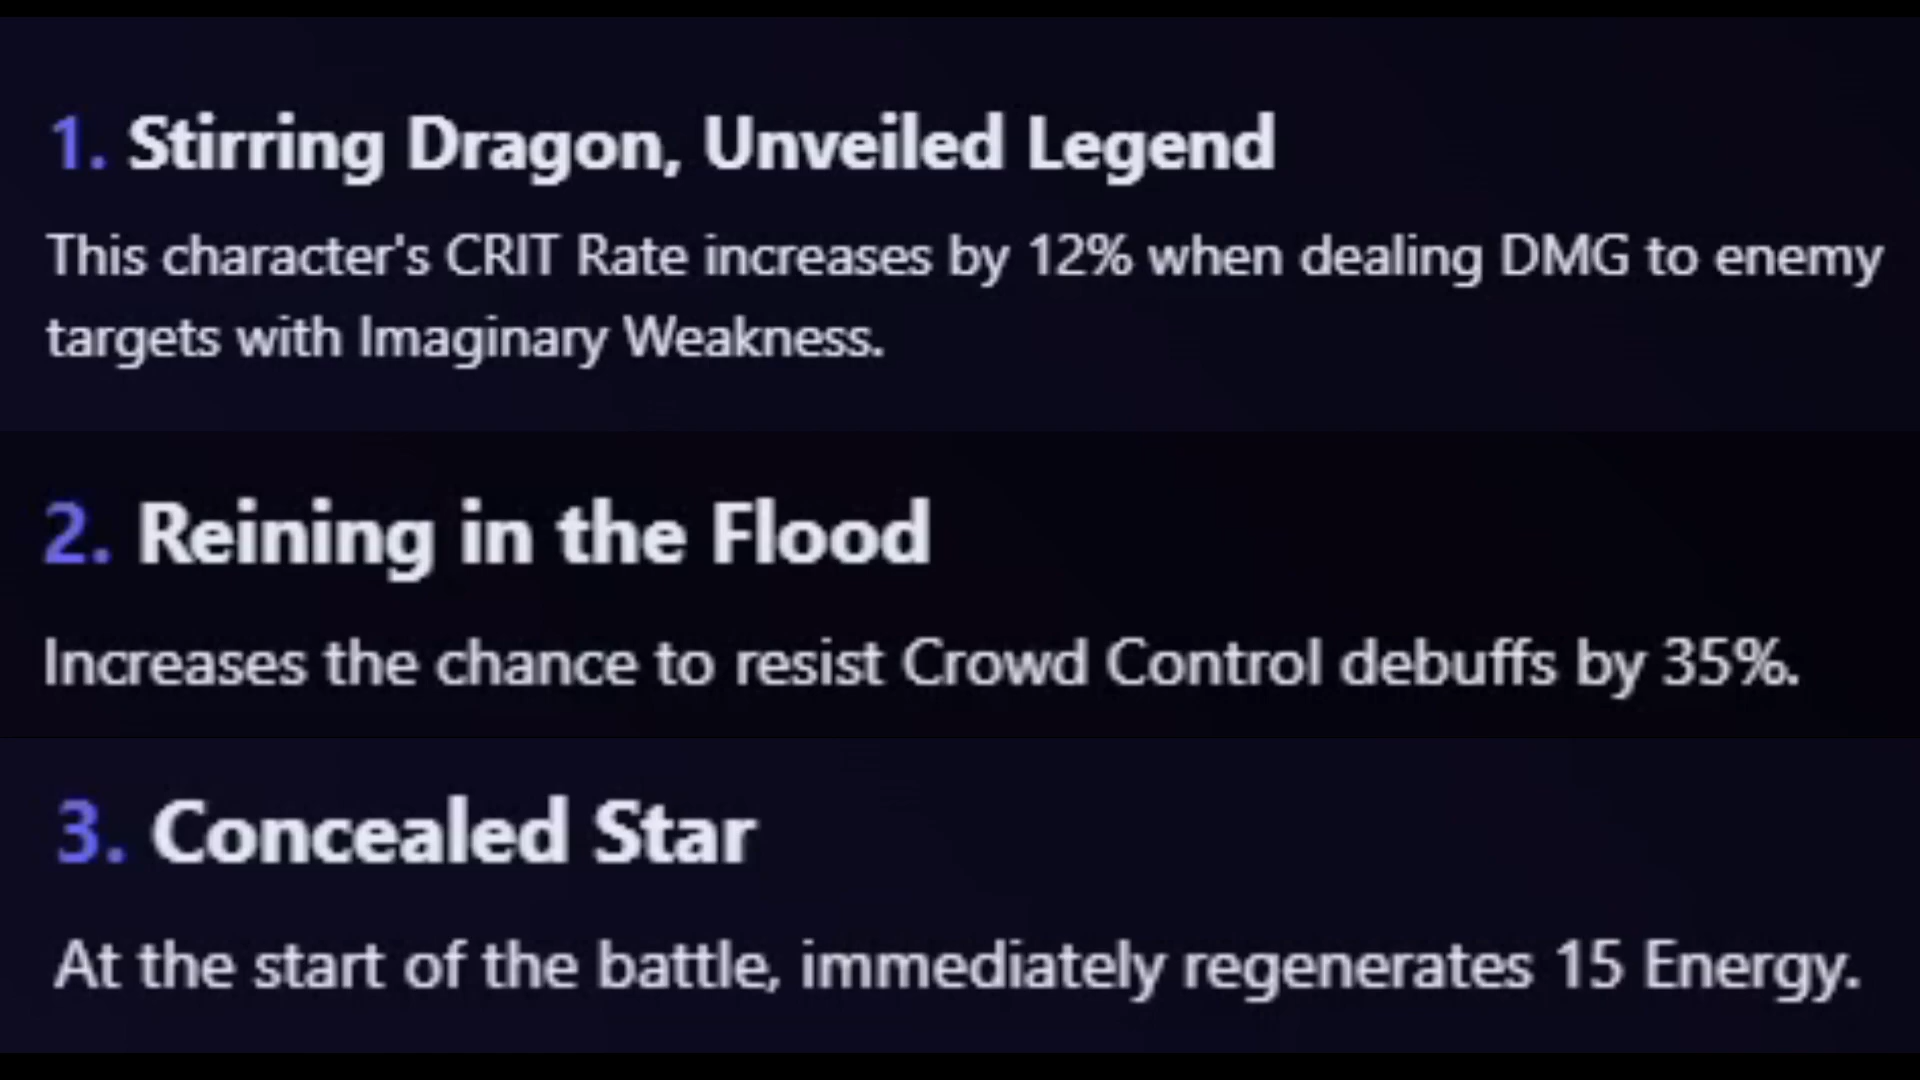 1. Stirring Dragon, Unveiled Legend
This character's CRIT Rate increases by 12% when dealing DMG to enemy
targets with Imaginary Weakness.
2. Reining in the Flood
Increases the chance to resist Crowd Control debuffs by 35%.
3. Concealed Star
At the start of the battle, immediately regenerates 15 Energy.